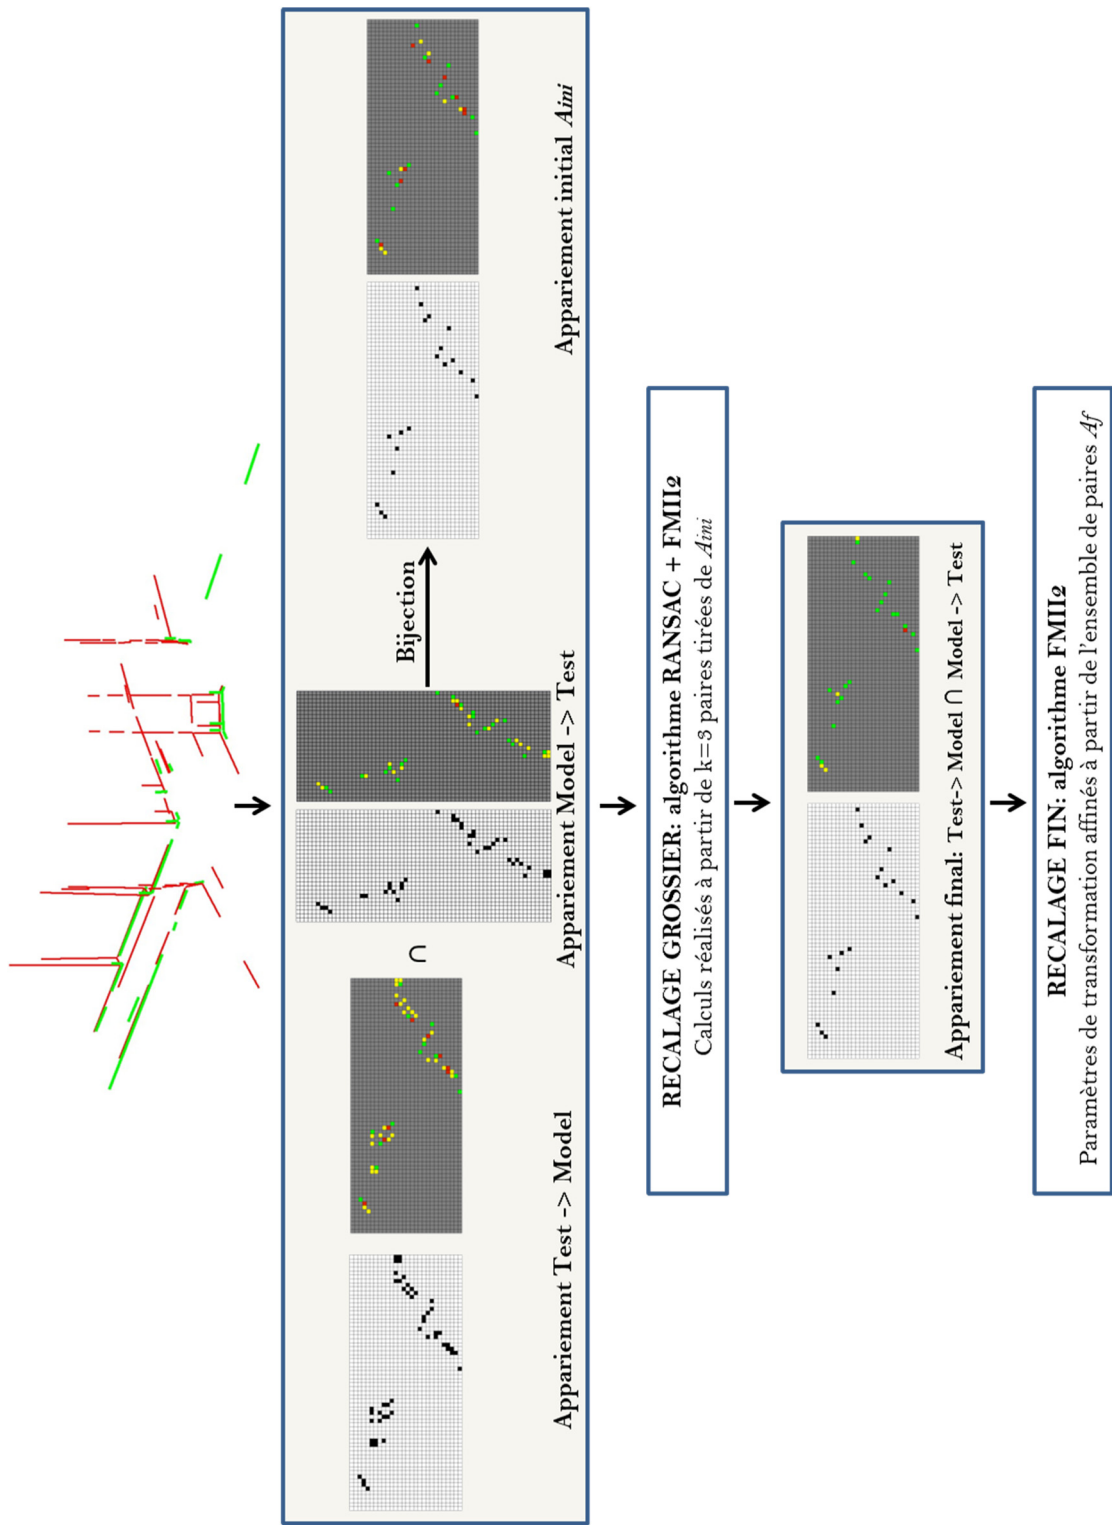 Appariement Test -> Model
⊂
Appariement Model -> Test
Bijection
Appariement initial Aini
RECALAGE GROSSIER: algorithme RANSAC + FMII2
Calculs réalisés à partir de k=3 paires tirées de Aini
Appariement final: Test-> Model ∩ Model -> Test
RECALAGE FIN: algorithme FMII2
Paramètres de transformation affinés à partir de l'ensemble de paires Af